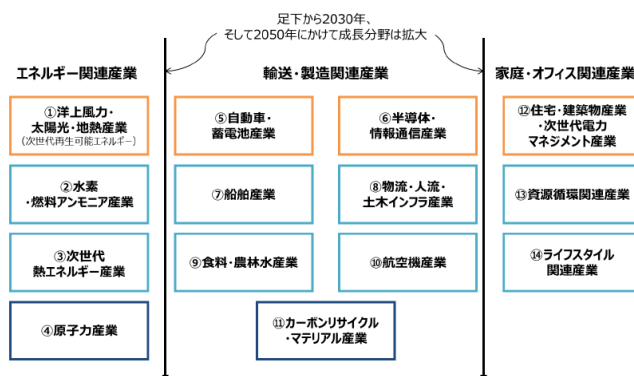 足下から2030年、
そして2050年にかけて成長分野は拡大
エネルギー関連産業
輸送・製造関連産業
家庭・オフィス関連産業
①洋上風力・
太陽光・地熱産業
(次世代再生可能エネルギー)
②水素
・燃料アンモニア産業
③次世代
熱エネルギー産業
④原子力産業
⑤自動車・
蓄電池産業
⑥半導体・
情報通信産業
⑦船舶産業
⑧物流・人流・
土木インフラ産業
⑨食料・農林水産業
⑩航空機産業
⑪カーボンリサイクル
・マテリアル産業
⑫住宅・建築物産業
・次世代電力
マネジメント産業
⑬資源循環関連産業
⑭ライフスタイル
関連産業